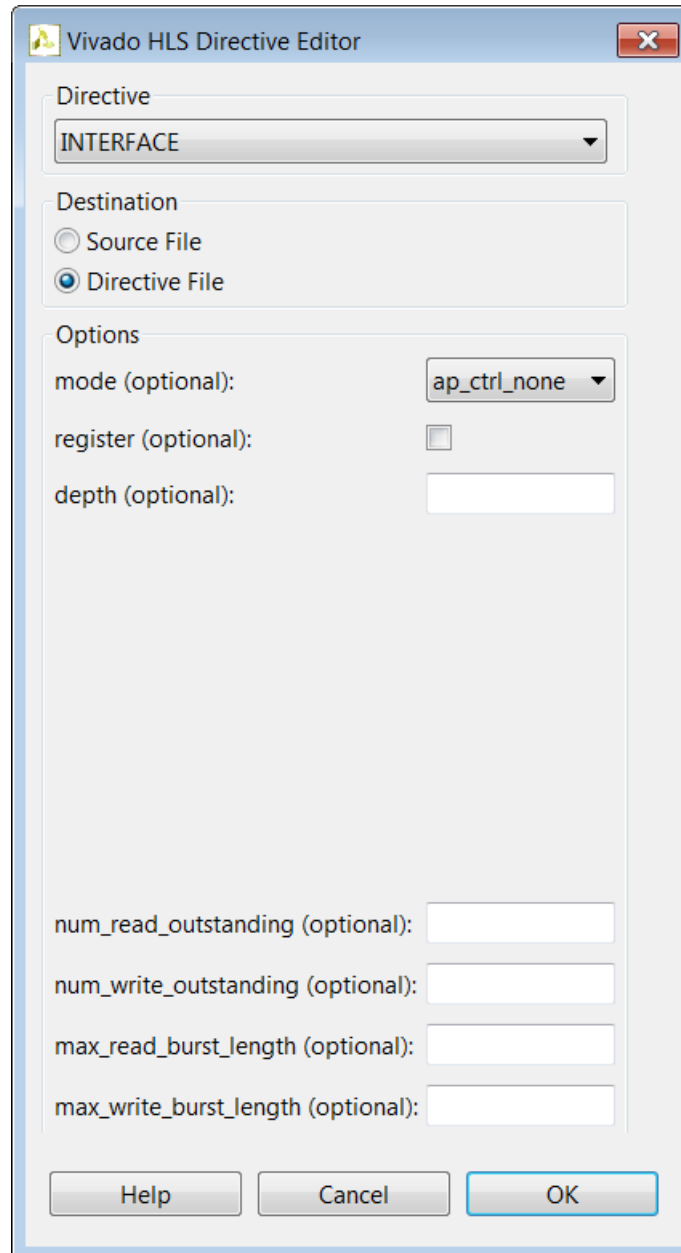 Vivado HLS Directive Editor
Directive
INTERFACE
Destination
Source File
Directive File
Options
mode (optional): ap_ctrl_none
register (optional):
depth (optional):
num_read_outstanding (optional):
num_write_outstanding (optional):
max_read_burst_length (optional):
max_write_burst_length (optional):
Help Cancel OK